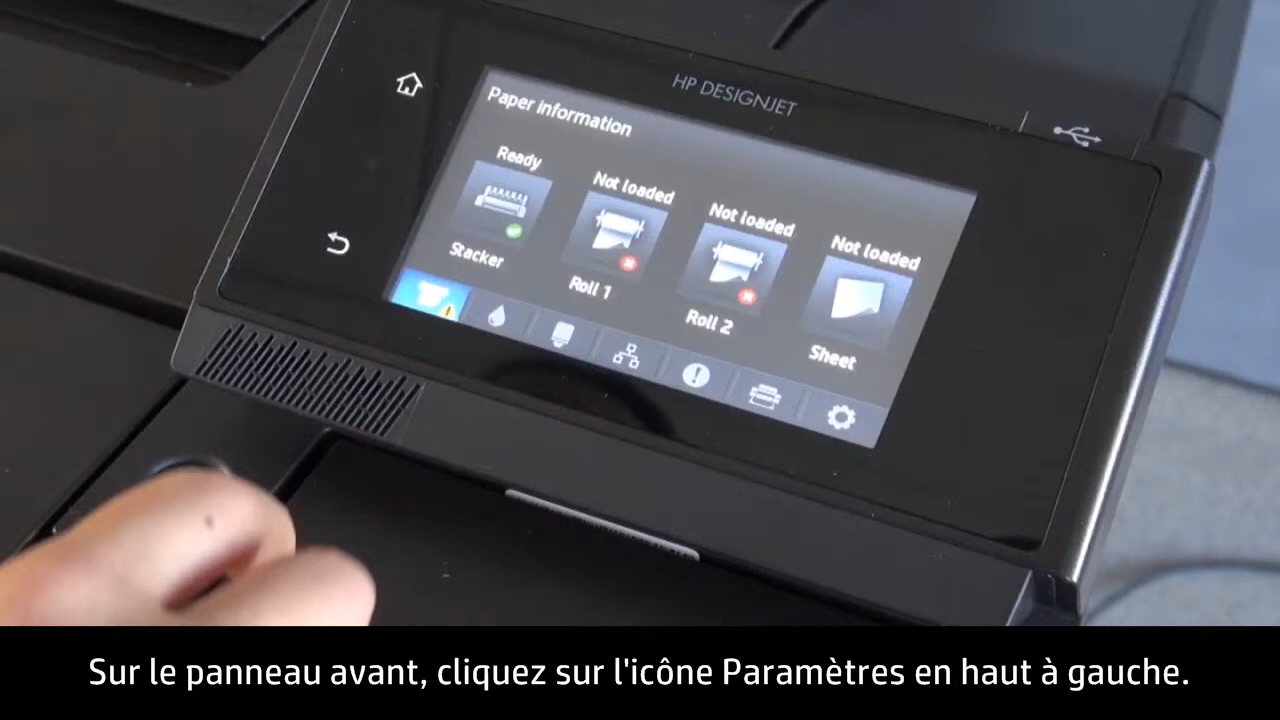 HP DESIGNJET
Paper information
Ready
Not loaded
Not loaded
Not loaded
Stacker
Roll 1
Roll 2
Sheet
Sur le panneau avant, cliquez sur l'icône Paramètres en haut à gauche.